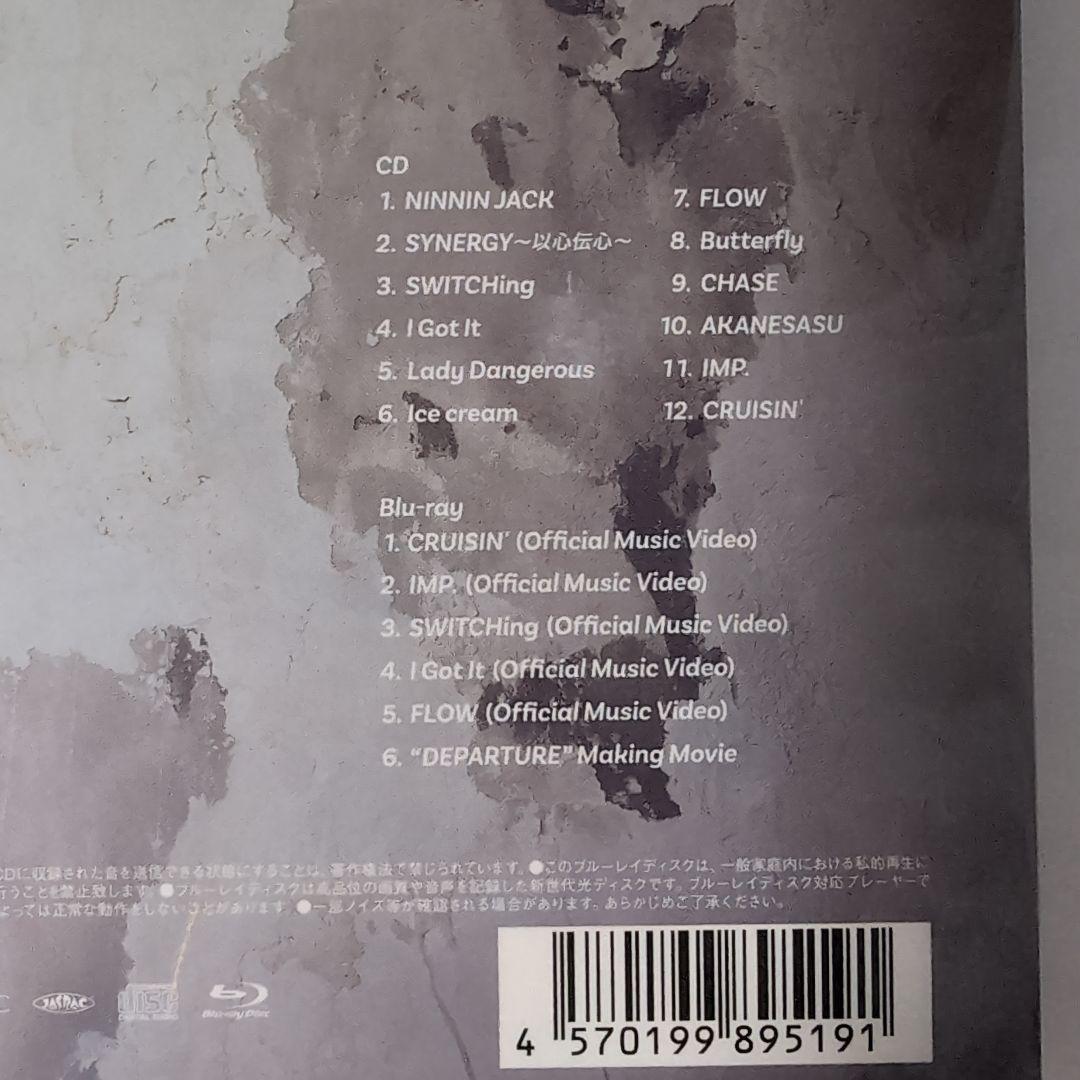 CD
1. NINNIN JACK
2. SYNERGY〜以心伝心〜
3. SWITCHing
4. I Got It
5. Lady Dangerous
6. Ice cream
7. FLOW
8. Butterfly
9. CHASE
10. AKANESASU
11. IMP.
12. CRUISIN'
Blu-ray
1. CRUISIN' (Official Music Video)
2. IMP. (Official Music Video)
3. SWITCHing (Official Music Video)
4. I Got It (Official Music Video)
5. FLOW (Official Music Video)
6. “DEPARTURE” Making Movie
CDに収録された音を送信できる状態にすることは、著作権法で禁じられています。●このブルーレイディスクは、一般家庭内における私的再生に
行うことを禁止致します。●ブルーレイディスクは高品位の画質や音声を記録した新世代光ディスクです。ブルーレイディスク対応プレーヤーで
よっては正常な動作をしないことがあります。●一部ノイズ等が確認される場合があります。あらかじめご了承ください。
JASRAC
disc
DIGITAL AUDIO
Blu-ray Disc
4 570199 895191